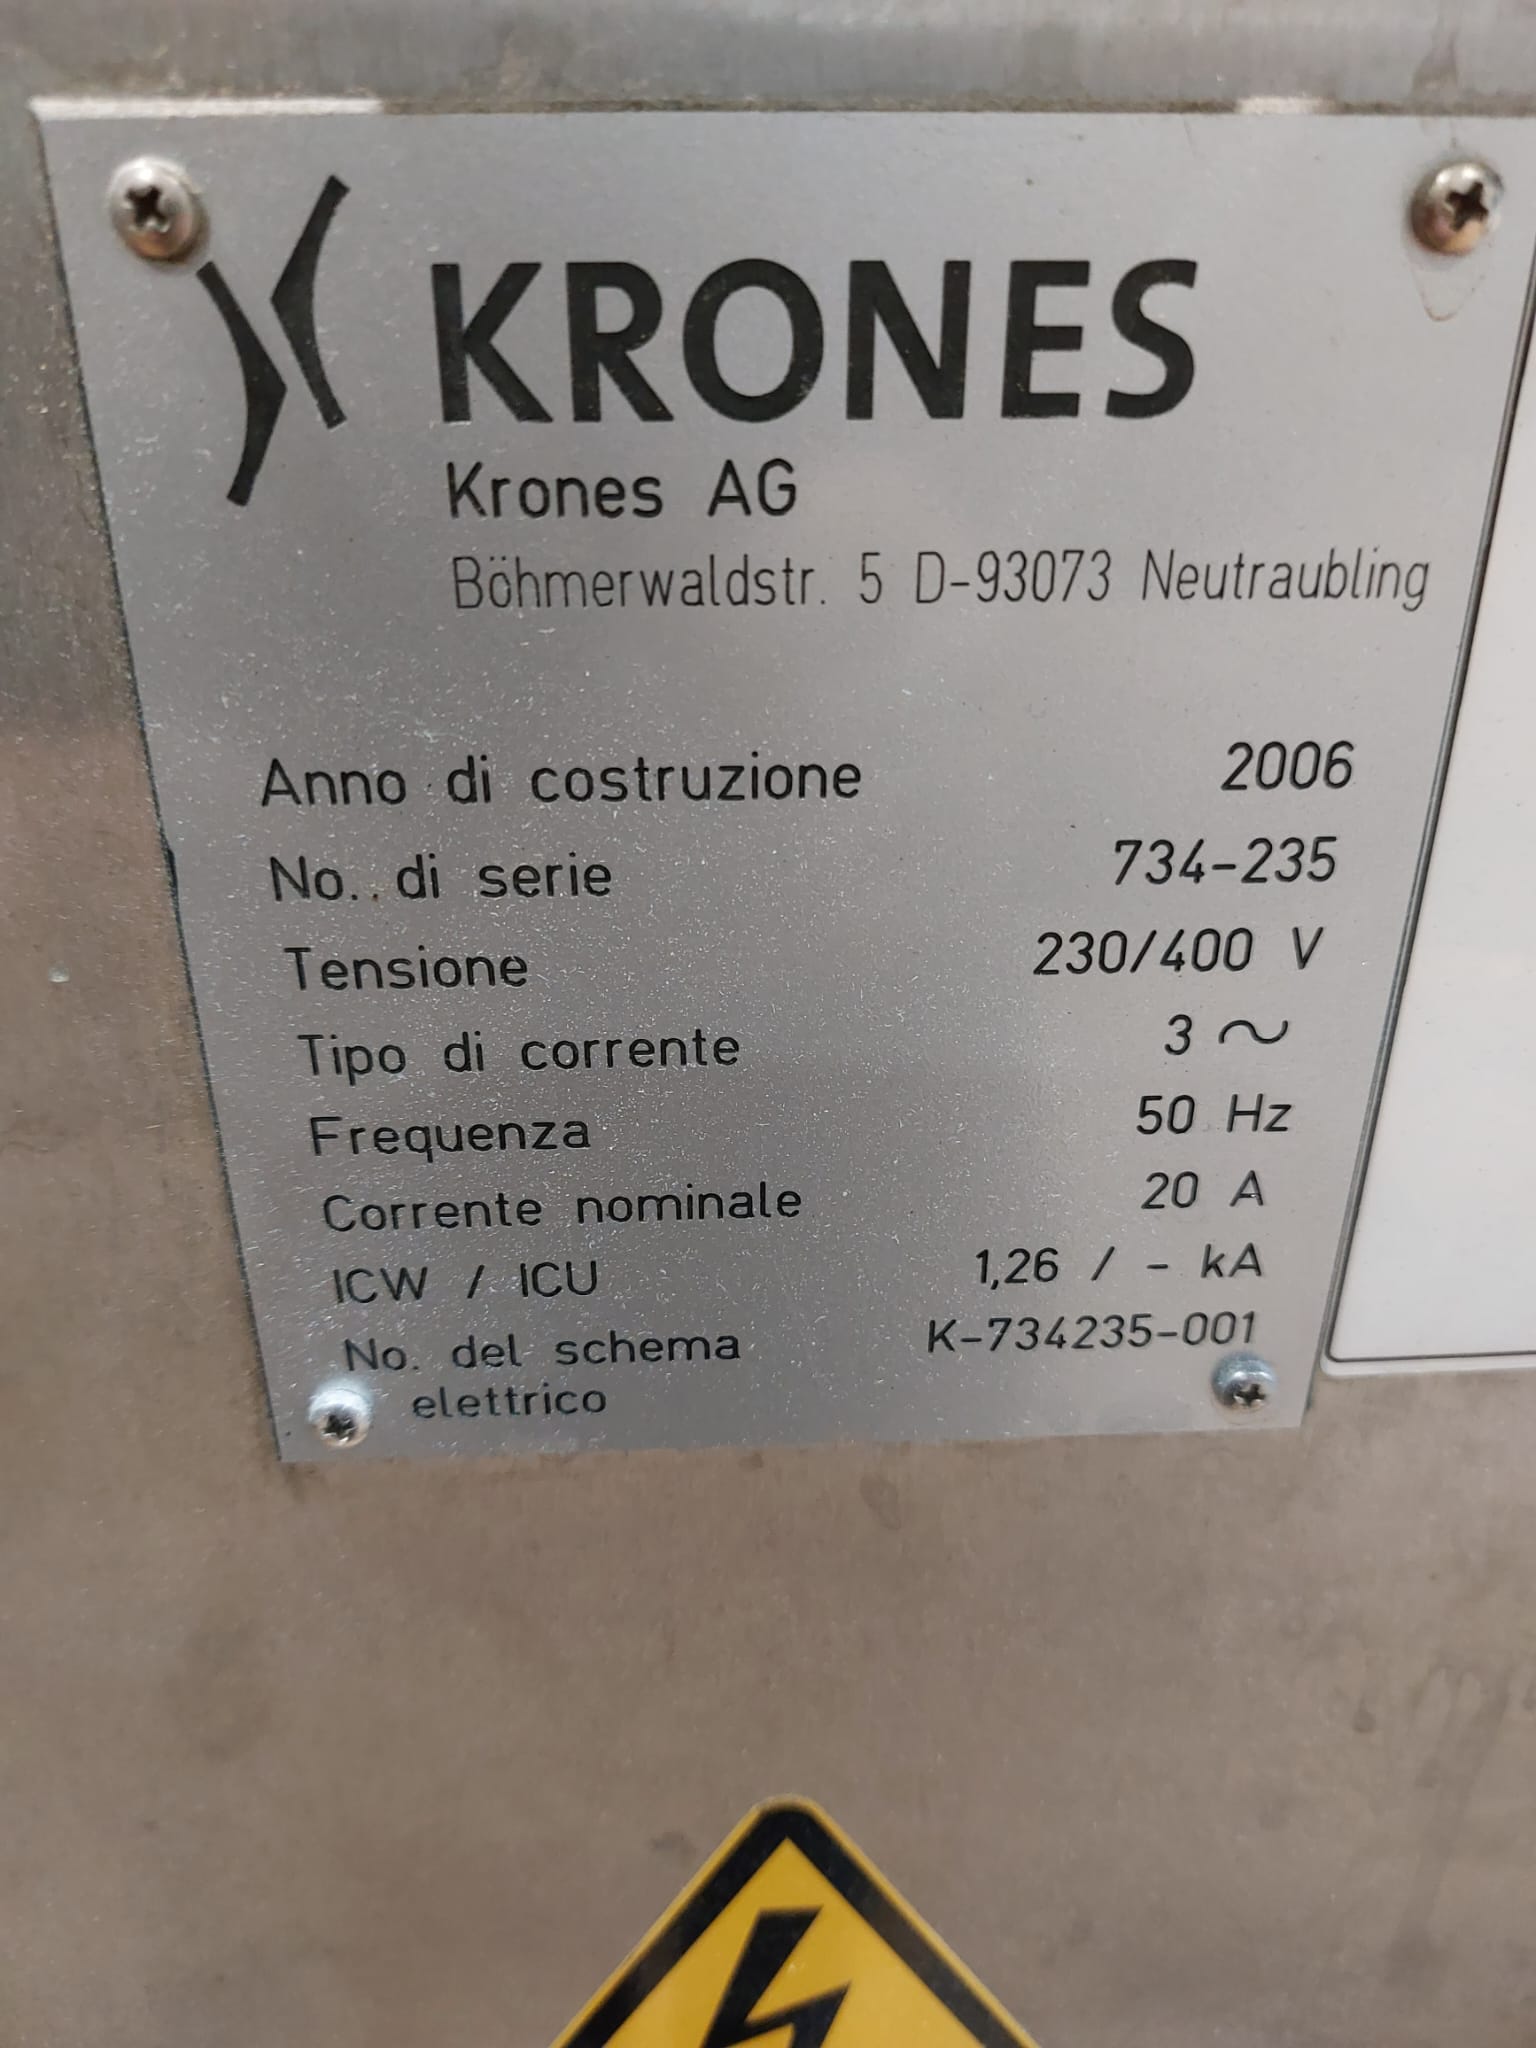 KRONES
Krones AG
Böhmerwaldstr. 5 D-93073 Neutraubling
Anno di costruzione 2006
No. di serie 734-235
Tensione 230/400 V
Tipo di corrente 3 ~
Frequenza 50 Hz
Corrente nominale 20 A
ICW / ICU 1,26 / - kA
No. del schema K-734235-001
elettrico